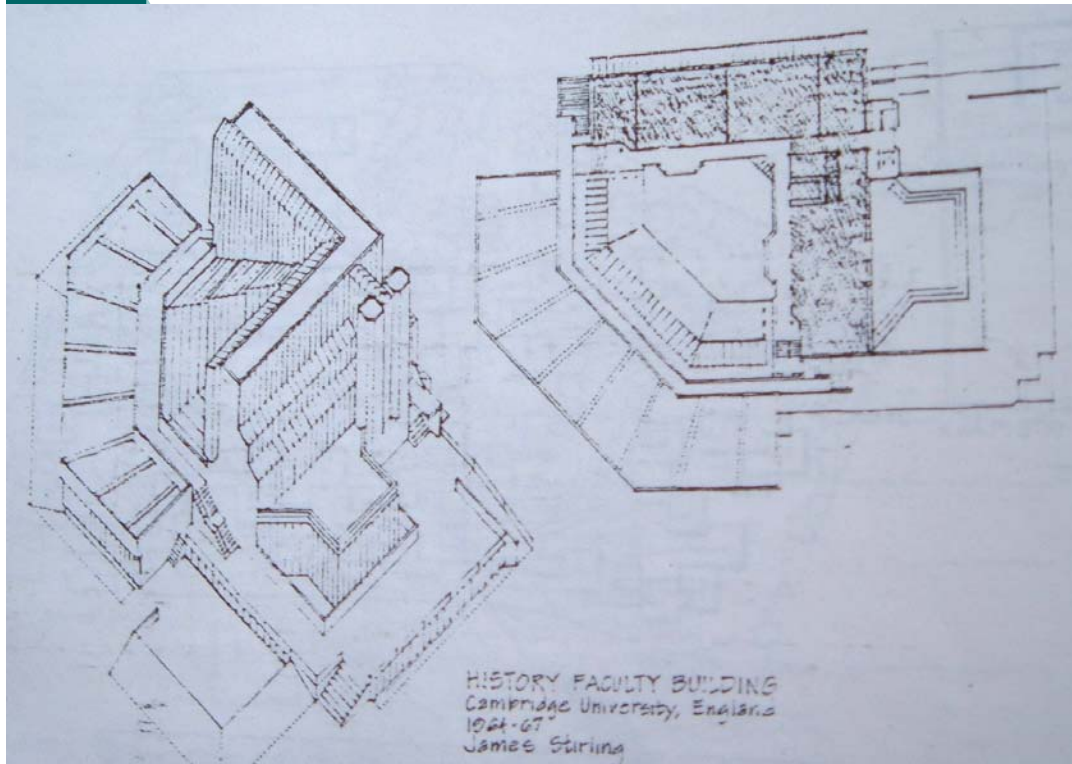 HISTORY FACULTY BUILDING
Cambridge University, England
1964-67
James Stirling